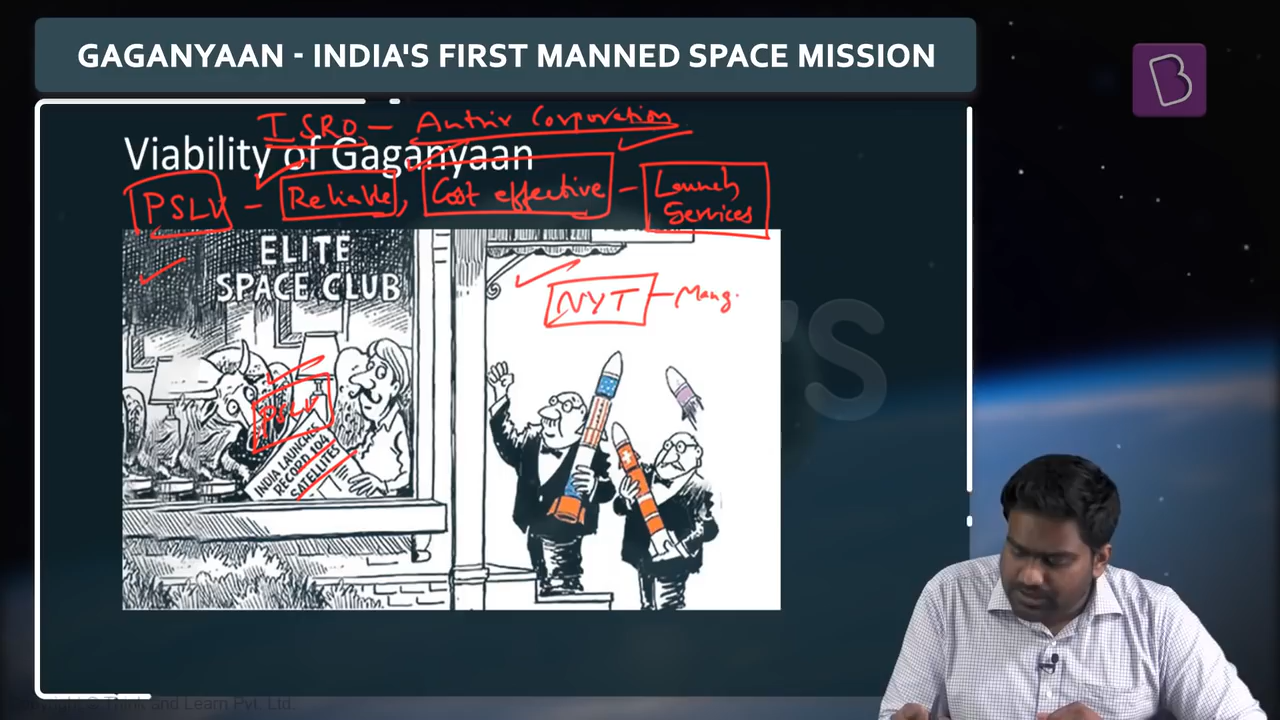 GAGANYAAN - INDIA'S FIRST MANNED SPACE MISSION
ISRO - Antrix Corporation
Viability of Gaganyaan
PSLV - Reliable, Cost effective - Launch Services
ELITE
SPACE CLUB
NYT - Mang.
PSLV
INDIA LAUNCHES
RECORD 104
SATELLITES
'S
B